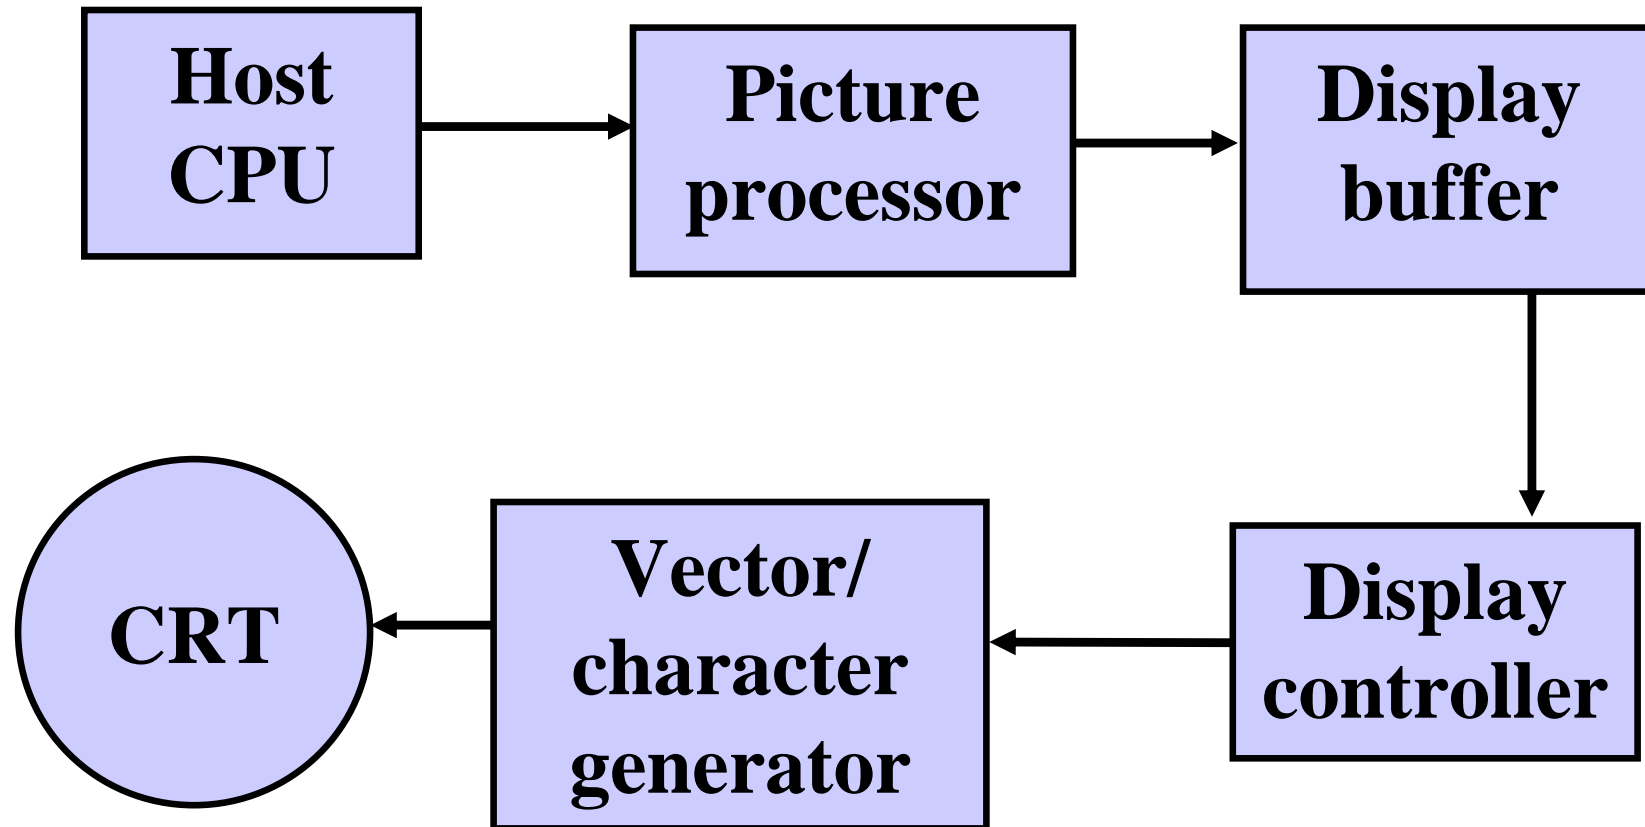 Host
CPU
Picture
processor
Display
buffer
Display
controller
Vector/
character
generator
CRT